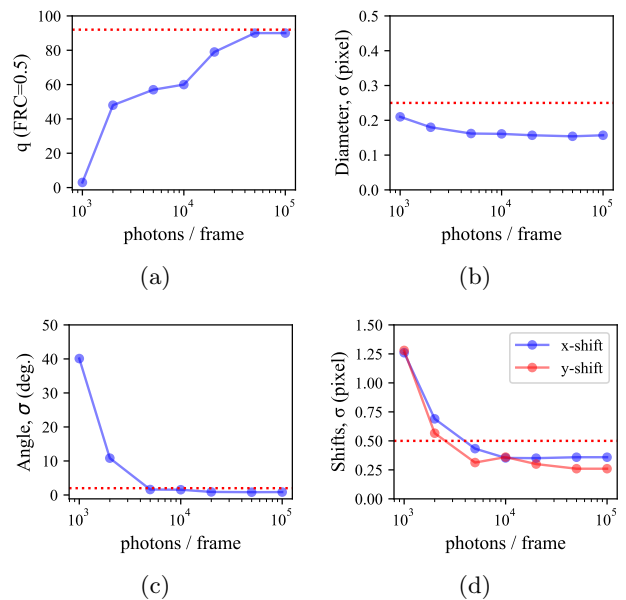 q (FRC=0.5)
100
80
60
40
20
0
10³ 10⁴ 10⁵
photons / frame
(a)
Diameter, σ (pixel)
0.5
0.4
0.3
0.2
0.1
0.0
10³ 10⁴ 10⁵
photons / frame
(b)
Angle, σ (deg.)
50
40
30
20
10
0
10³ 10⁴ 10⁵
photons / frame
(c)
Shifts, σ (pixel)
1.50
1.25
1.00
0.75
0.50
0.25
0.00
x-shift
y-shift
10³ 10⁴ 10⁵
photons / frame
(d)